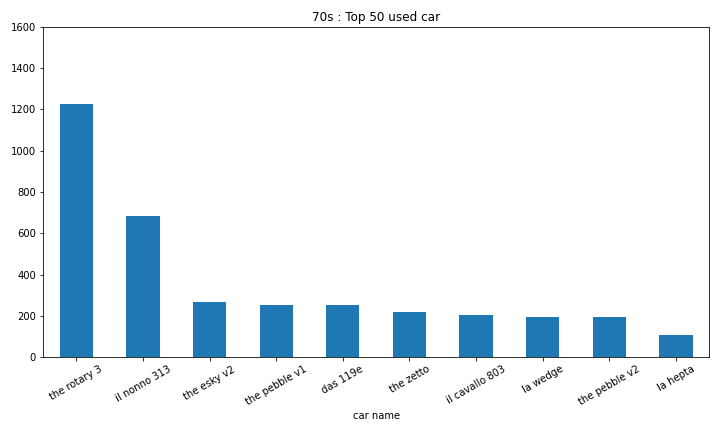 70s : Top 50 used car
1600
1400
1200
1000
800
600
400
200
0
the rotary 3
il nonno 313
the esky v2
the pebble v1
das 119e
the zetto
il cavallo 803
la wedge
the pebble v2
la hepta
car name